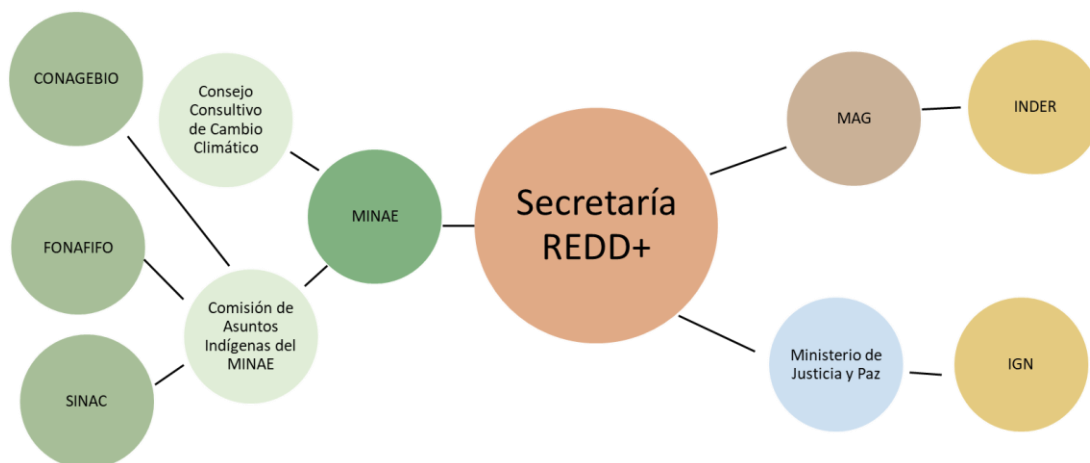 CONAGEBIO
Consejo
Consultivo
de Cambio
Climático
FONAFIFO
SINAC
Comisión de
Asuntos
Indígenas del
MINAE
MINAE
Secretaría
REDD+
MAG
INDER
Ministerio de
Justicia y Paz
IGN